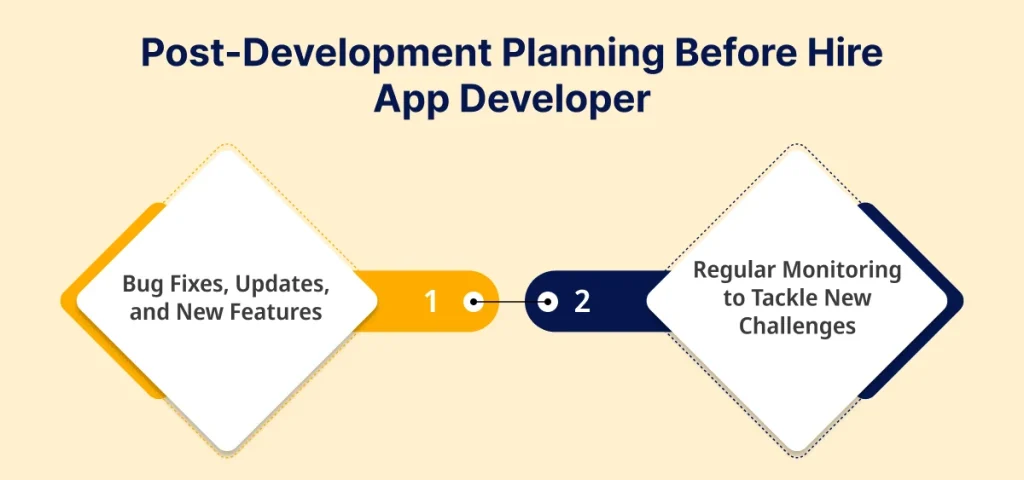 Post-Development Planning Before Hire
App Developer
Bug Fixes, Updates,
and New Features
1
2
Regular Monitoring
to Tackle New
Challenges